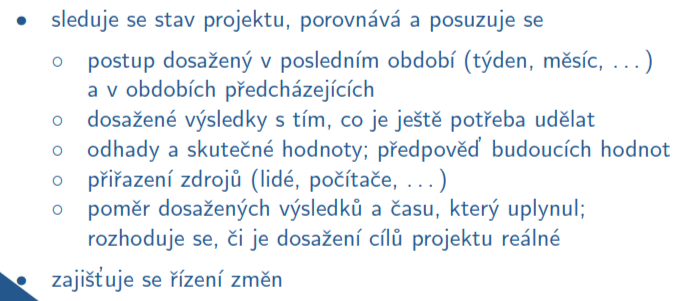 • sleduje se stav projektu, porovnává a posuzuje se
○ postup dosažený v posledním období (týden, měsíc, . . . )
a v obdobích předcházejících
○ dosažené výsledky s tím, co je ještě potřeba udělat
○ odhady a skutečné hodnoty; předpověď budoucích hodnot
○ přiřazení zdrojů (lidé, počítače, . . . )
○ poměr dosažených výsledků a času, který uplynul;
rozhoduje se, či je dosažení cílů projektu reálné
• zajišťuje se řízení změn